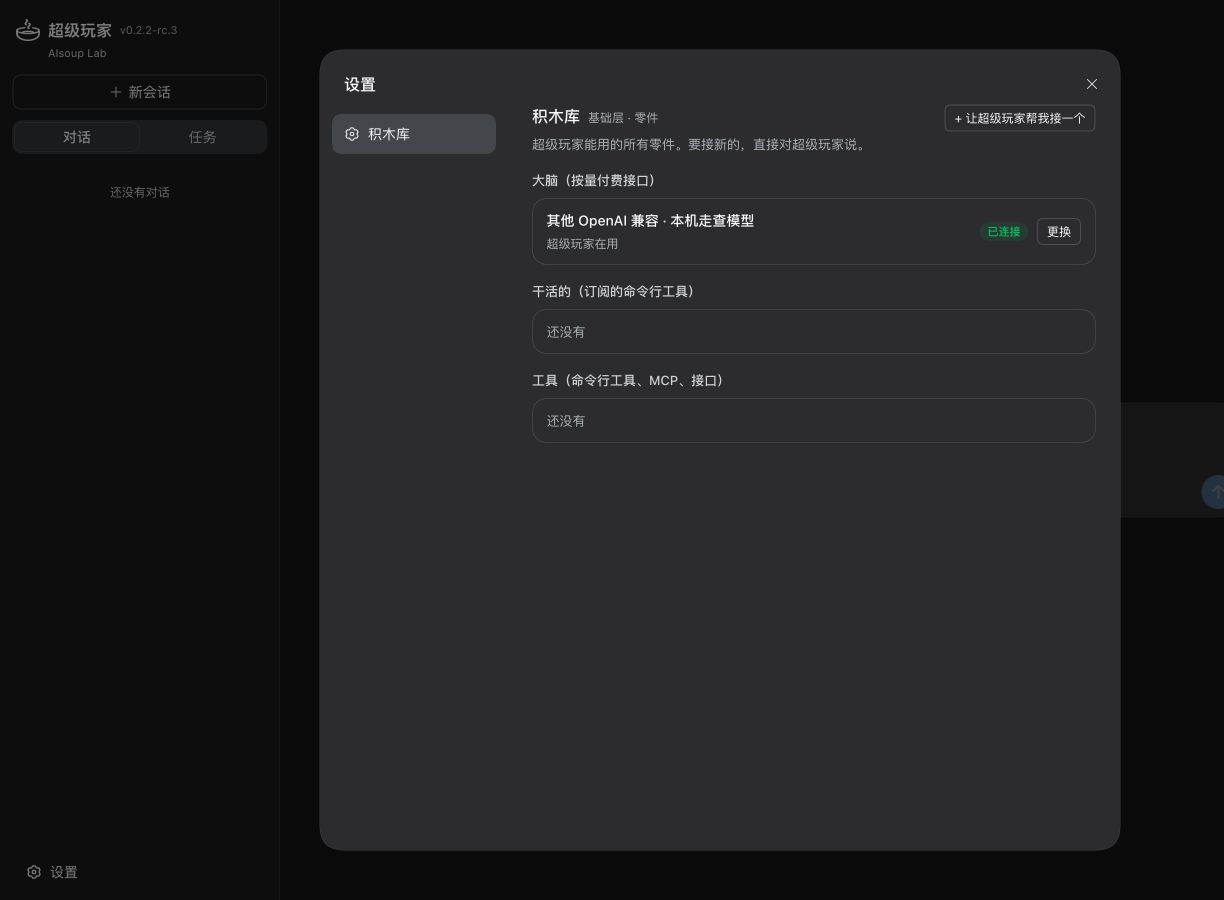 超级玩家 v0.2.2-rc.3
AIsoup Lab
+ 新会话
对话 任务
还没有对话
设置
设置
积木库
积木库 基础层 · 零件
+ 让超级玩家帮我接一个
超级玩家能用的所有零件。要接新的，直接对超级玩家说。
大脑（按量付费接口）
其他 OpenAI 兼容 · 本机走查模型
超级玩家在用
已连接 更换
干活的（订阅的命令行工具）
还没有
工具（命令行工具、MCP、接口）
还没有